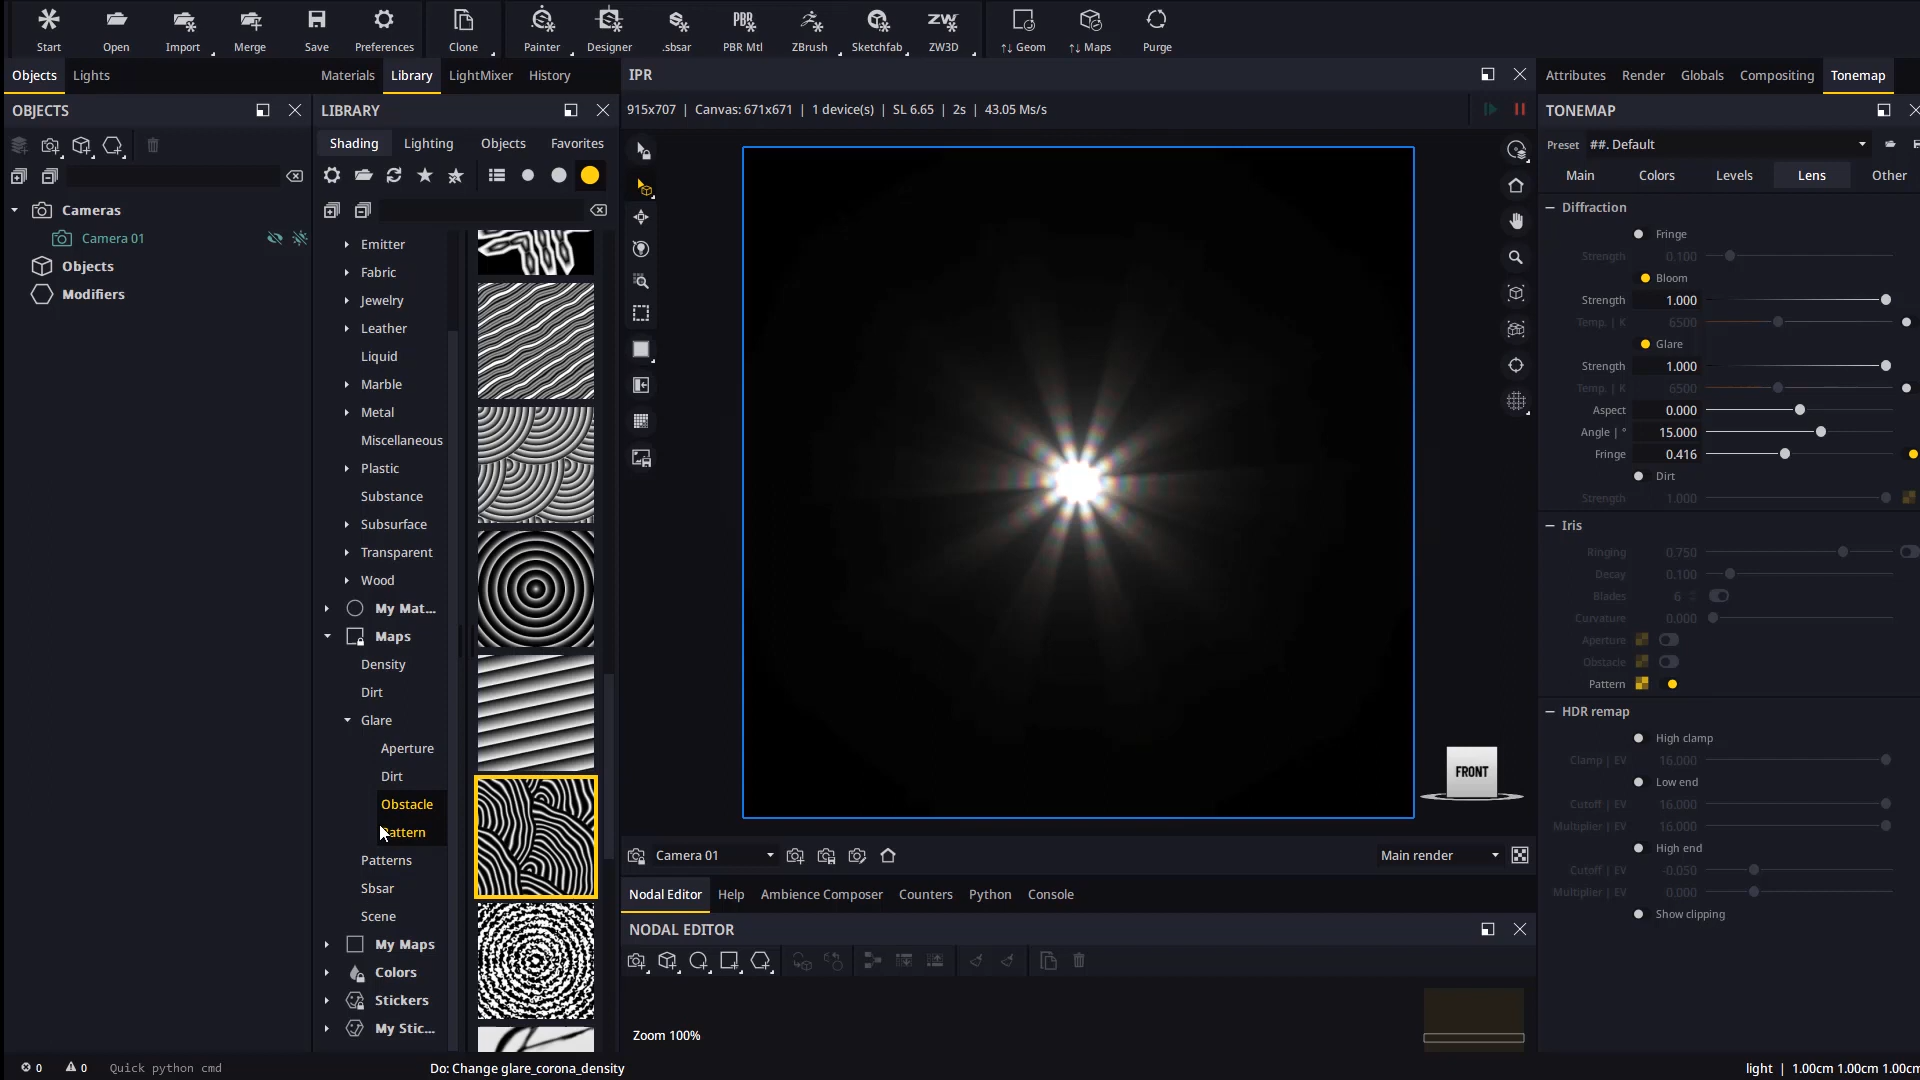 Start
Open
Import
Merge
Save
Preferences
Clone
Painter
Designer
.sbsar
PBR
PBR Mtl
ZBrush
Sketchfab
ZW
ZW3D
↑↓ Geom
↑↓ Maps
Purge
Objects
Lights
Materials
Library
LightMixer
History
IPR
Attributes
Render
Globals
Compositing
Tonemap
OBJECTS
LIBRARY
915x707 | Canvas: 671x671 | 1 device(s) | SL 6.65 | 2s | 43.05 Ms/s
TONEMAP
Shading
Lighting
Objects
Favorites
Preset
##. Default
Main
Colors
Levels
Lens
Other
Cameras
Camera 01
Objects
Modifiers
Emitter
Fabric
Jewelry
Leather
Liquid
Marble
Metal
Miscellaneous
Plastic
Substance
Subsurface
Transparent
Wood
My Mat...
Maps
Density
Dirt
Glare
Aperture
Dirt
Obstacle
Pattern
Patterns
Sbsar
Scene
My Maps
Colors
Stickers
My Stic...
FRONT
Diffraction
Fringe
Strength 0.100
Bloom
Strength 1.000
Temp. | K 6500
Glare
Strength 1.000
Temp. | K 6500
Aspect 0.000
Angle | ° 15.000
Fringe 0.416
Dirt
Strength 1.000
Iris
Ringing 0.750
Decay 0.100
Blades 6
Curvature 0.000
Aperture
Obstacle
Pattern
HDR remap
High clamp
Clamp | EV 16.000
Low end
Cutoff | EV 16.000
Multiplier | EV 16.000
High end
Cutoff | EV -0.050
Multiplier | EV 0.000
Show clipping
Camera 01
Main render
Nodal Editor
Help
Ambience Composer
Counters
Python
Console
NODAL EDITOR
Zoom 100%
0
0
Quick python cmd
Do: Change glare_corona_density
light | 1.00cm 1.00cm 1.00cm